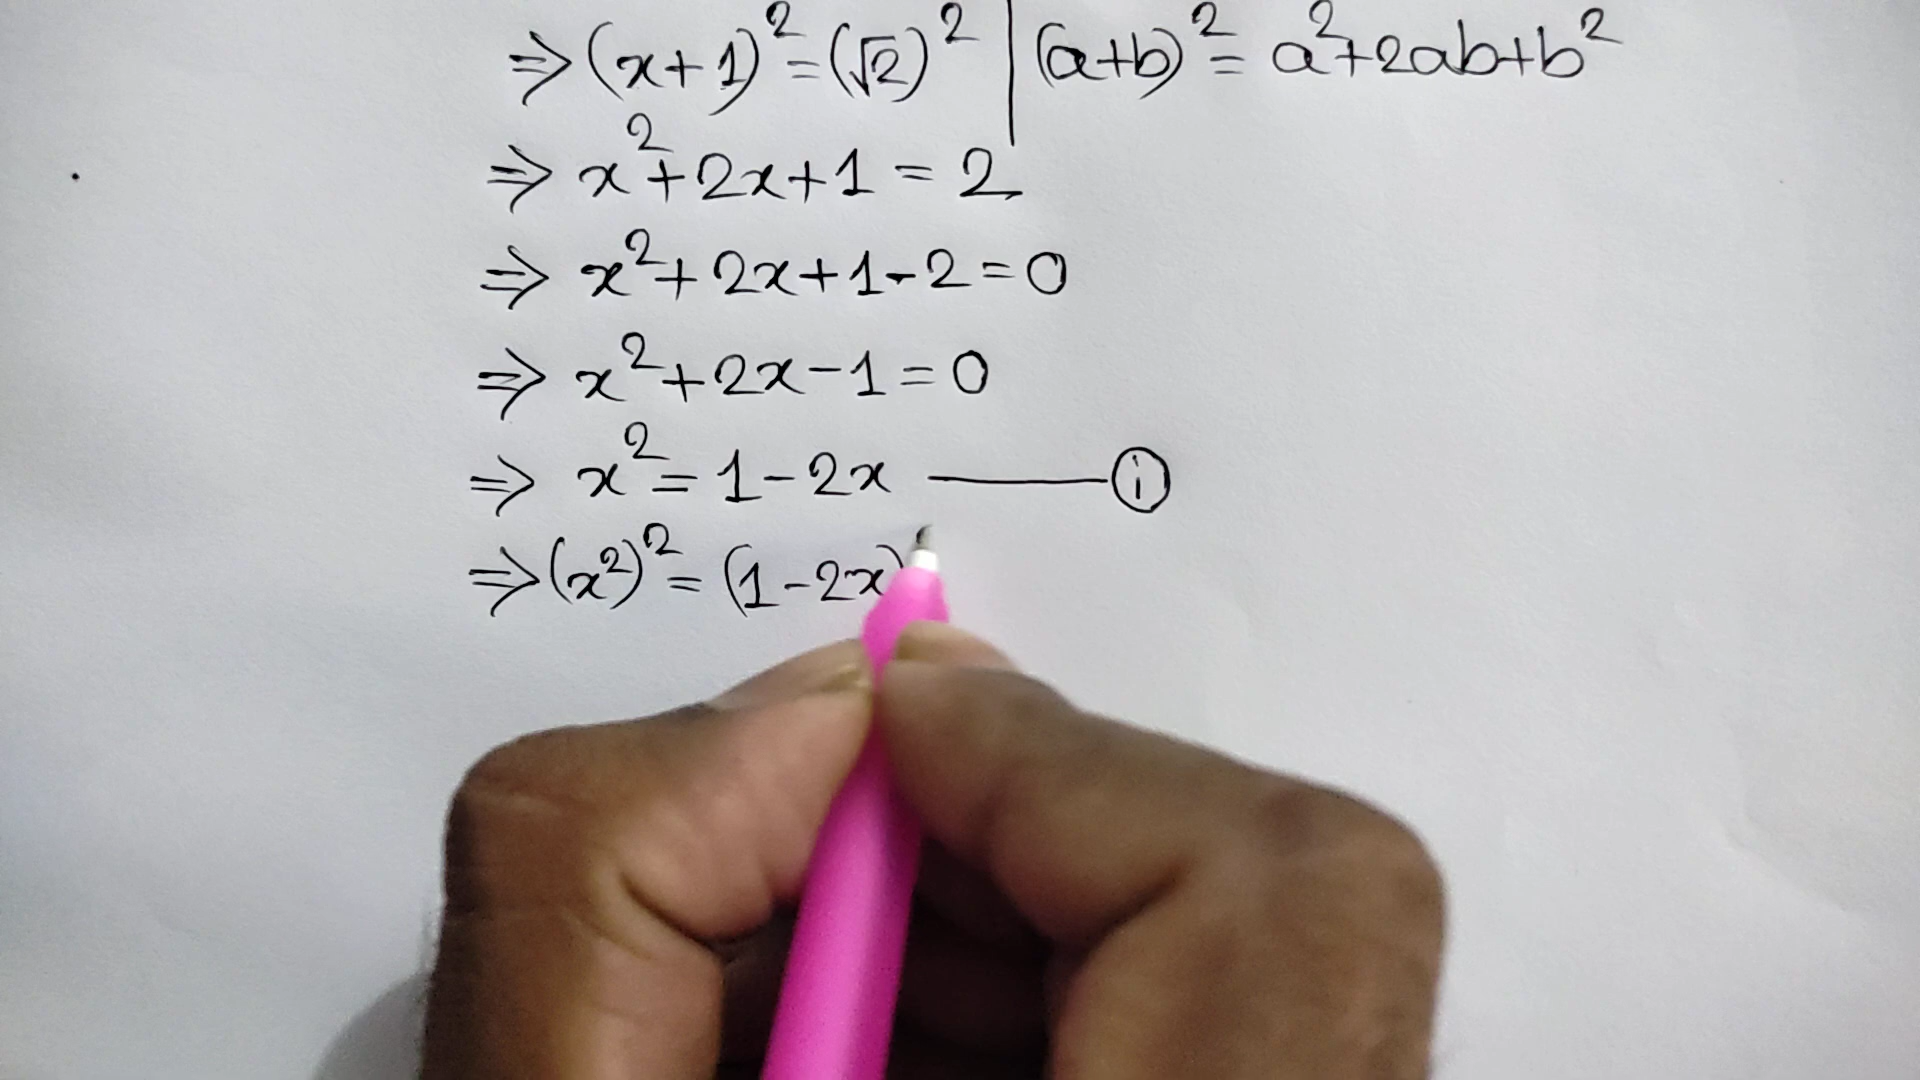 ⇒ (x+1)² = (√2)² | (a+b)² = a²+2ab+b²
⇒ x²+2x+1 = 2
⇒ x²+2x+1-2 = 0
⇒ x²+2x-1 = 0
⇒ x² = 1-2x —— ⓘ
⇒ (x²)² = (1-2x)